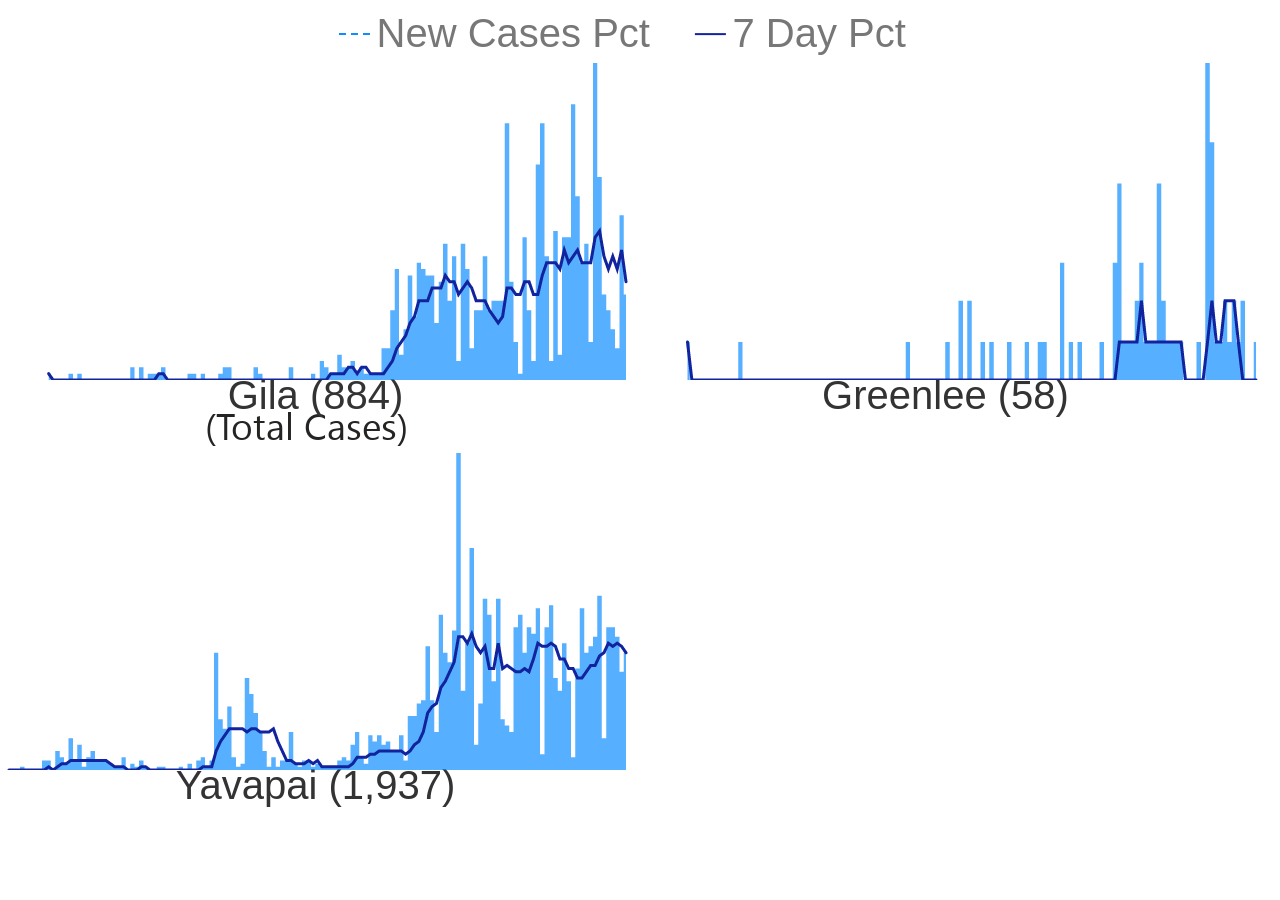 New Cases Pct 7 Day Pct
Gila (884)
(Total Cases)
Greenlee (58)
Yavapai (1,937)